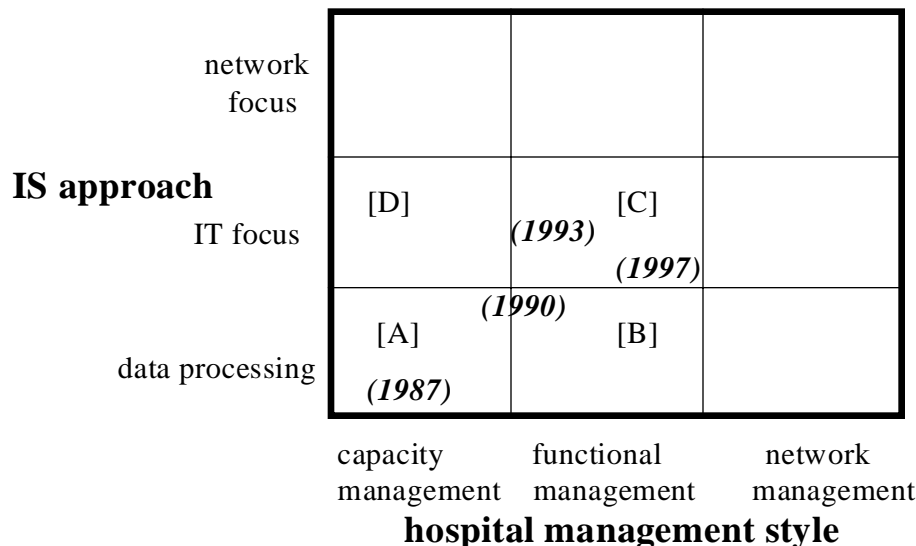 network
focus
IS approach
[D] [C]
IT focus (1993)
(1997)
(1990)
[A] [B]
data processing
(1987)
capacity functional network
management management management
hospital management style